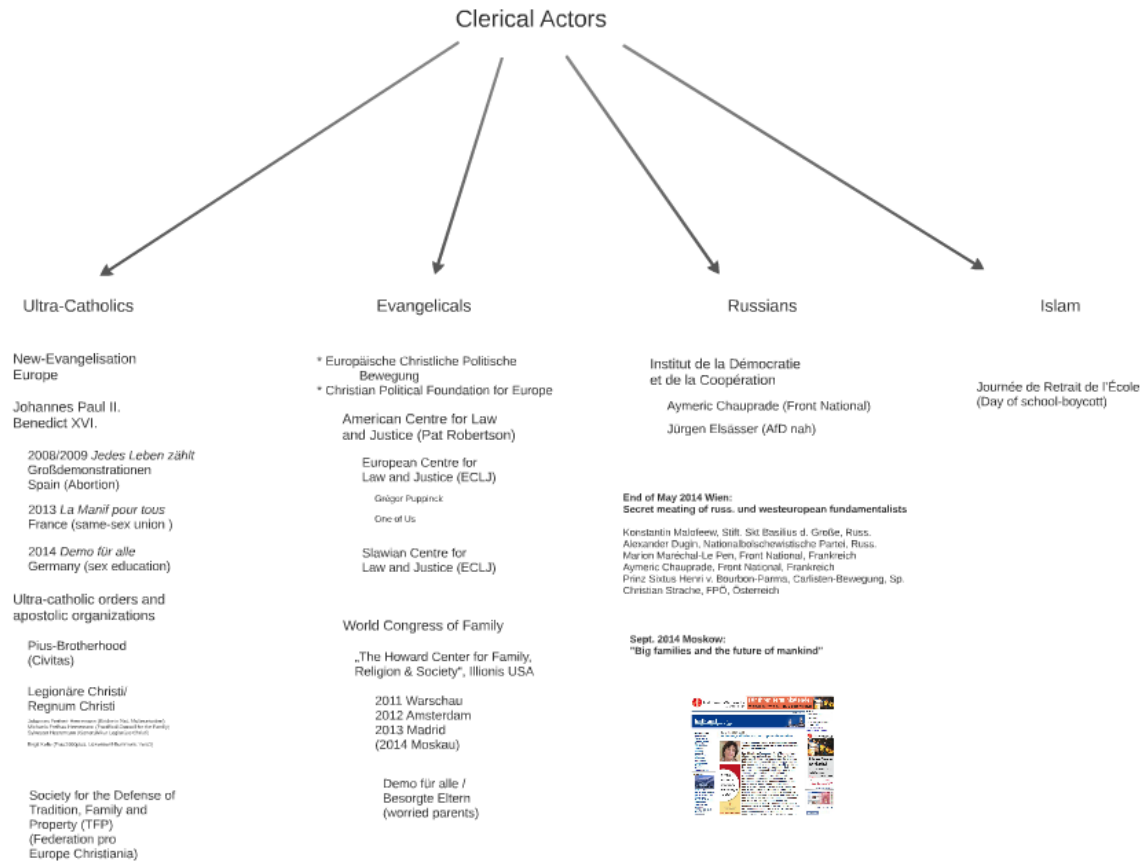 Clerical Actors
Ultra-Catholics
New-Evangelisation
Europe
Johannes Paul II.
Benedict XVI.
2008/2009 Jedes Leben zählt
Großdemonstrationen
Spain (Abortion)
2013 La Manif pour tous
France (same-sex union )
2014 Demo für alle
Germany (sex education)
Ultra-catholic orders and
apostolic organizations
Pius-Brotherhood
(Civitas)
Legionäre Christi/
Regnum Christi
Society for the Defense of
Tradition, Family and
Property (TFP)
(Federation pro
Europe Christiania)
Evangelicals
* Europäische Christliche Politische
Bewegung
* Christian Political Foundation for Europe
American Centre for Law
and Justice (Pat Robertson)
European Centre for
Law and Justice (ECLJ)
Grégor Puppinck
One of Us
Slawian Centre for
Law and Justice (ECLJ)
World Congress of Family
„The Howard Center for Family,
Religion & Society", Illionis USA
2011 Warschau
2012 Amsterdam
2013 Madrid
(2014 Moskau)
Demo für alle /
Besorgte Eltern
(worried parents)
Russians
Institut de la Démocratie
et de la Coopération
Aymeric Chauprade (Front National)
Jürgen Elsässer (AfD nah)
End of May 2014 Wien:
Secret meating of russ. und westeuropean fundamentalists
Konstantin Malofeew, Stift. Skt Basilius d. Große, Russ.
Alexander Dugin, Nationalbolschewistische Partei, Russ.
Marion Maréchal-Le Pen, Front National, Frankreich
Aymeric Chauprade, Front National, Frankreich
Prinz Sixtus Henri v. Bourbon-Parma, Carlisten-Bewegung, Sp.
Christian Strache, FPÖ, Österreich
Sept. 2014 Moskow:
"Big families and the future of mankind"
Islam
Journée de Retrait de l'École
(Day of school-boycott)